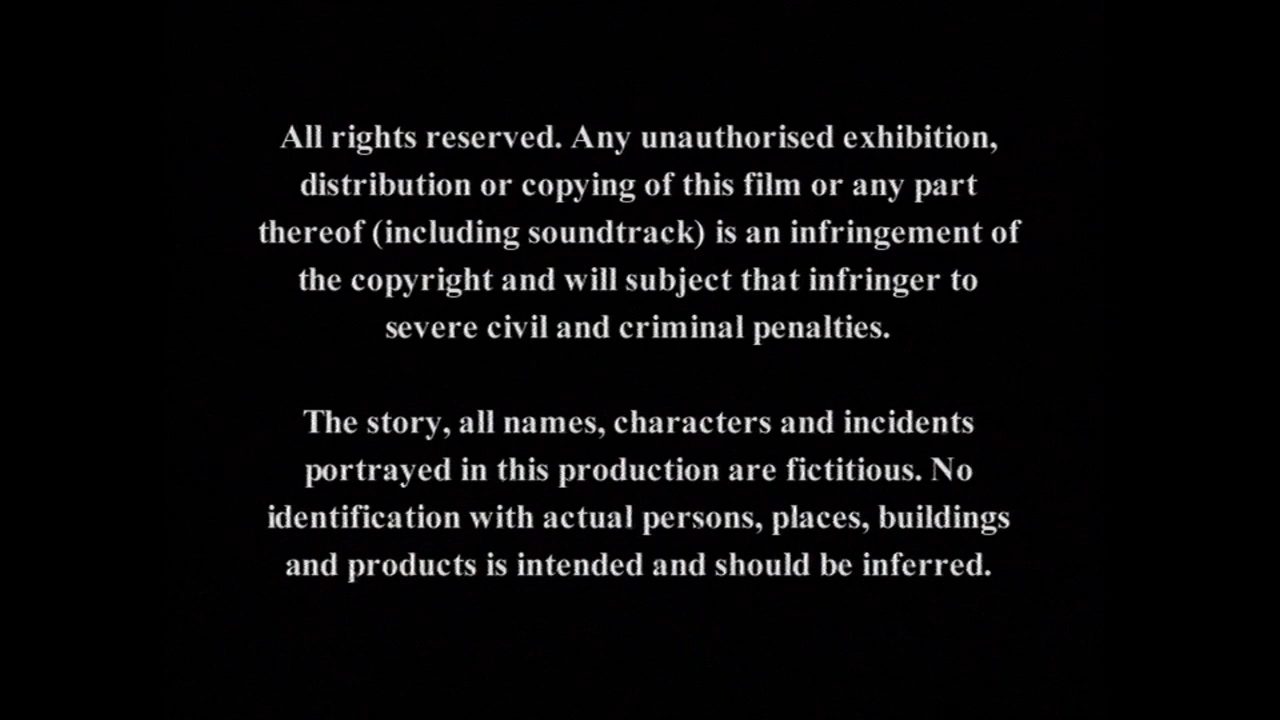 All rights reserved. Any unauthorised exhibition,
distribution or copying of this film or any part
thereof (including soundtrack) is an infringement of
the copyright and will subject that infringer to
severe civil and criminal penalties.
The story, all names, characters and incidents
portrayed in this production are fictitious. No
identification with actual persons, places, buildings
and products is intended and should be inferred.